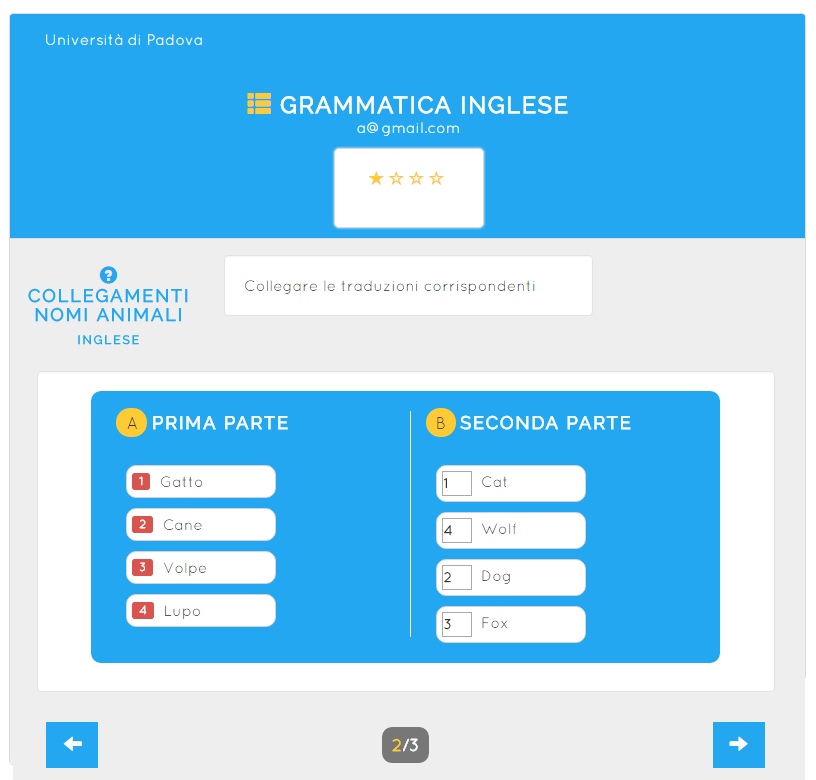 Università di Padova
GRAMMATICA INGLESE
a@gmail.com
COLLEGAMENTI
NOMI ANIMALI
INGLESE
Collegare le traduzioni corrispondenti
A PRIMA PARTE
1 Gatto
2 Cane
3 Volpe
4 Lupo
B SECONDA PARTE
1 Cat
4 Wolf
2 Dog
3 Fox
2/3